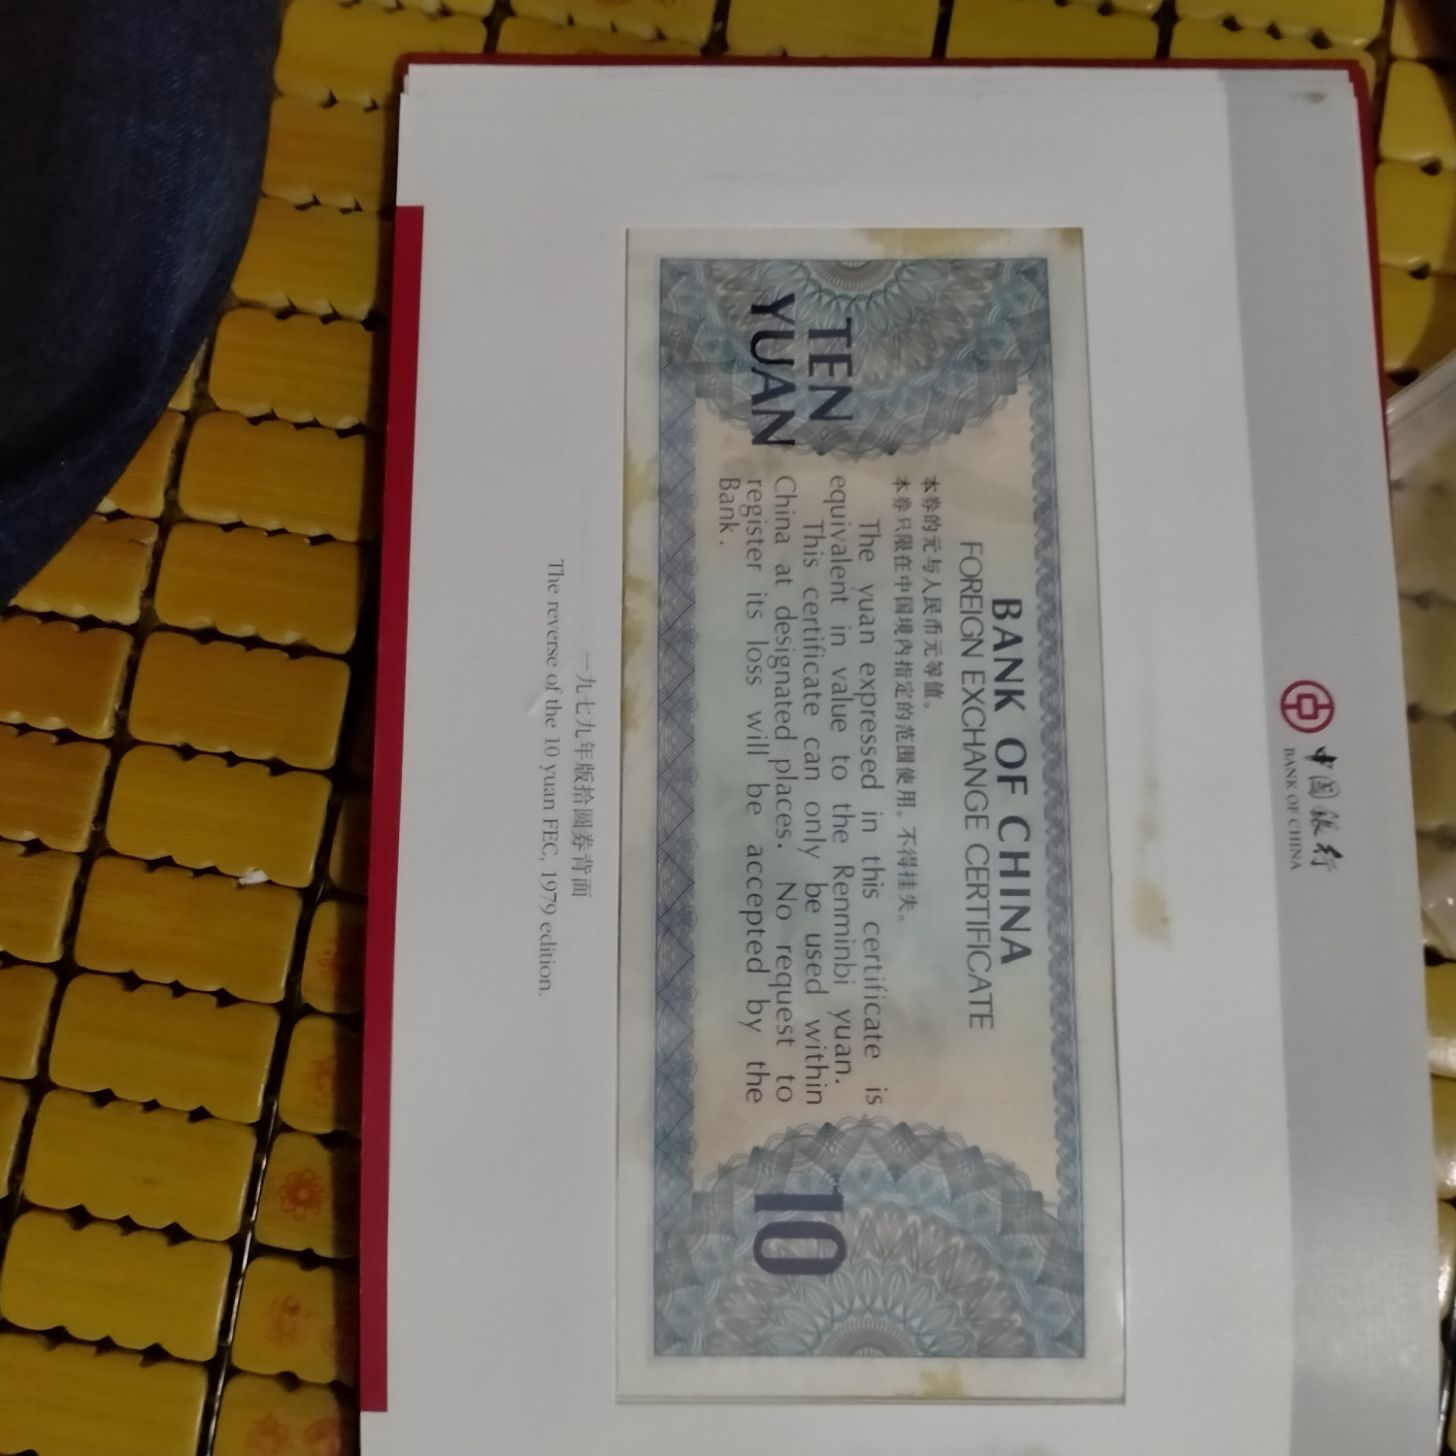 中国银行
BANK OF CHINA
BANK OF CHINA
FOREIGN EXCHANGE CERTIFICATE
本券的元与人民币元等值。
本券只限在中国境内指定的范围使用。不得挂失。
The yuan expressed in this certificate is
equivalent in value to the Renminbi yuan.
This certificate can only be used within
China at designated places. No request to
register its loss will be accepted by the
Bank.
TEN
YUAN
10
一九七九年版拾圆券背面
The reverse of the 10 yuan FEC, 1979 edition.